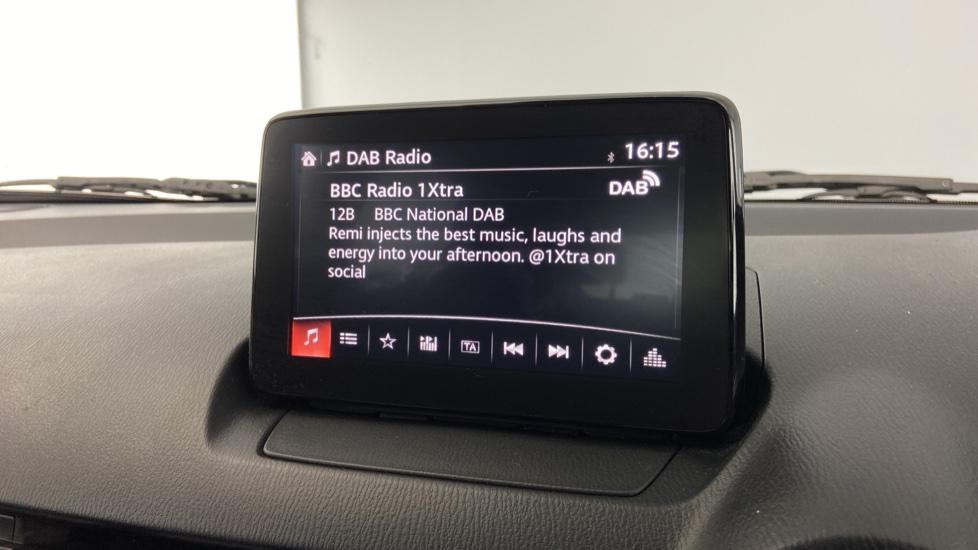 DAB Radio 16:15
BBC Radio 1Xtra DAB
12B BBC National DAB
Remi injects the best music, laughs and
energy into your afternoon. @1Xtra on
social
TA